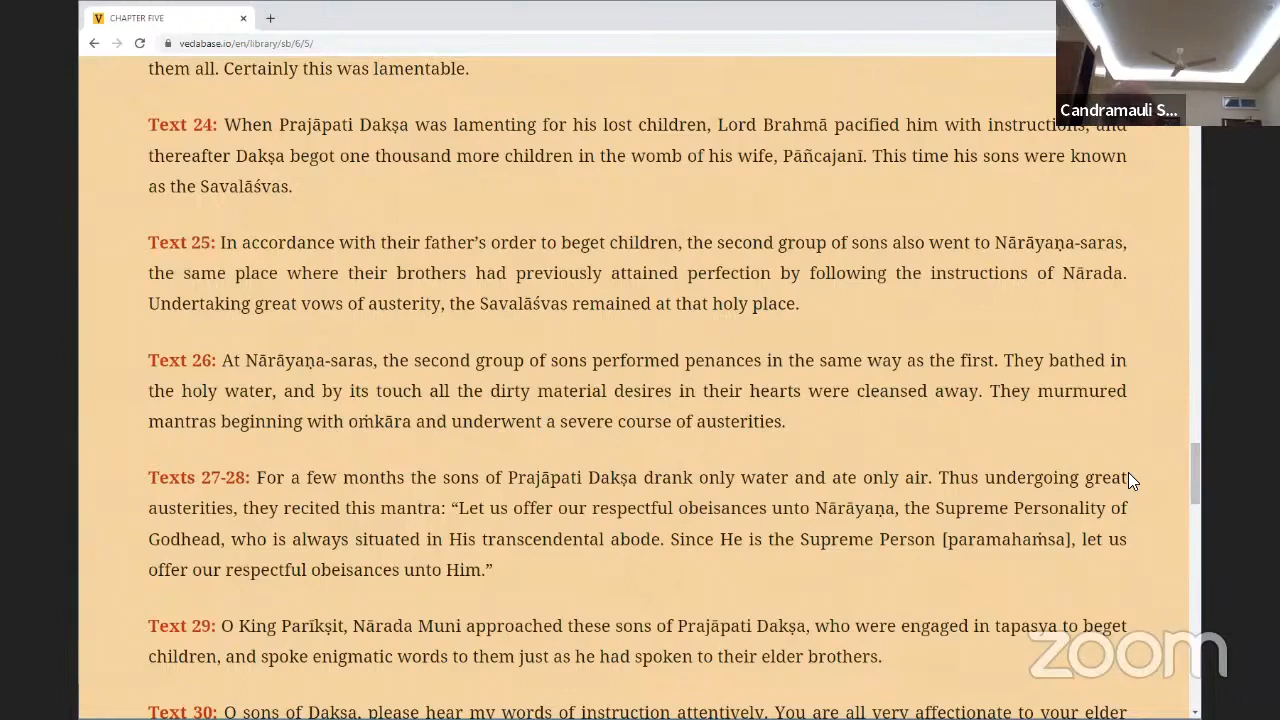 CHAPTER FIVE
vedabase.io/en/library/sb/6/5/
Candramauli S...
them all. Certainly this was lamentable.
Text 24: When Prajāpati Dakṣa was lamenting for his lost children, Lord Brahmā pacified him with instructions, and
thereafter Dakṣa begot one thousand more children in the womb of his wife, Pāñcajanī. This time his sons were known
as the Savalāśvas.
Text 25: In accordance with their father’s order to beget children, the second group of sons also went to Nārāyaṇa-saras,
the same place where their brothers had previously attained perfection by following the instructions of Nārada.
Undertaking great vows of austerity, the Savalāśvas remained at that holy place.
Text 26: At Nārāyaṇa-saras, the second group of sons performed penances in the same way as the first. They bathed in
the holy water, and by its touch all the dirty material desires in their hearts were cleansed away. They murmured
mantras beginning with oṁkāra and underwent a severe course of austerities.
Texts 27-28: For a few months the sons of Prajāpati Dakṣa drank only water and ate only air. Thus undergoing great
austerities, they recited this mantra: “Let us offer our respectful obeisances unto Nārāyaṇa, the Supreme Personality of
Godhead, who is always situated in His transcendental abode. Since He is the Supreme Person [paramahaṁsa], let us
offer our respectful obeisances unto Him.”
Text 29: O King Parīkṣit, Nārada Muni approached these sons of Prajāpati Dakṣa, who were engaged in tapasya to beget
children, and spoke enigmatic words to them just as he had spoken to their elder brothers.
zoom
Text 30: O sons of Dakṣa, please hear my words of instruction attentively. You are all very affectionate to your elder